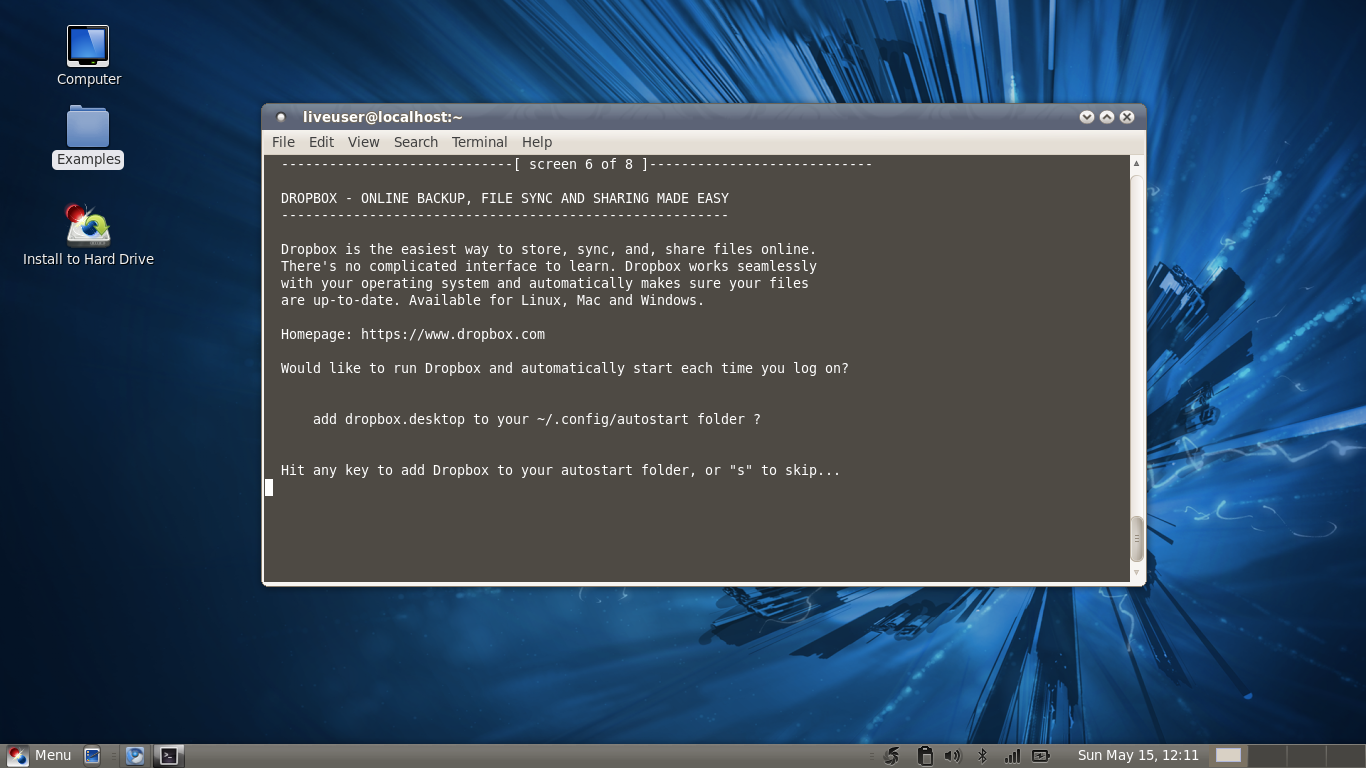 Computer
Examples
Install to Hard Drive
liveuser@localhost:~
File Edit View Search Terminal Help
-----------------------------[ screen 6 of 8 ]----------------------------
DROPBOX - ONLINE BACKUP, FILE SYNC AND SHARING MADE EASY
--------------------------------------------------------
Dropbox is the easiest way to store, sync, and, share files online.
There's no complicated interface to learn. Dropbox works seamlessly
with your operating system and automatically makes sure your files
are up-to-date. Available for Linux, Mac and Windows.
Homepage: https://www.dropbox.com
Would like to run Dropbox and automatically start each time you log on?
add dropbox.desktop to your ~/.config/autostart folder ?
Hit any key to add Dropbox to your autostart folder, or "s" to skip...
Menu
Sun May 15, 12:11